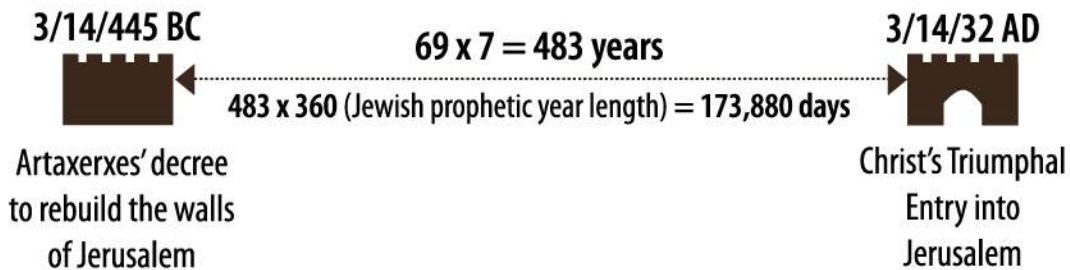 3/14/445 BC
69 x 7 = 483 years
3/14/32 AD
483 x 360 (Jewish prophetic year length) = 173,880 days
Artaxerxes’ decree
to rebuild the walls
of Jerusalem
Christ’s Triumphal
Entry into
Jerusalem